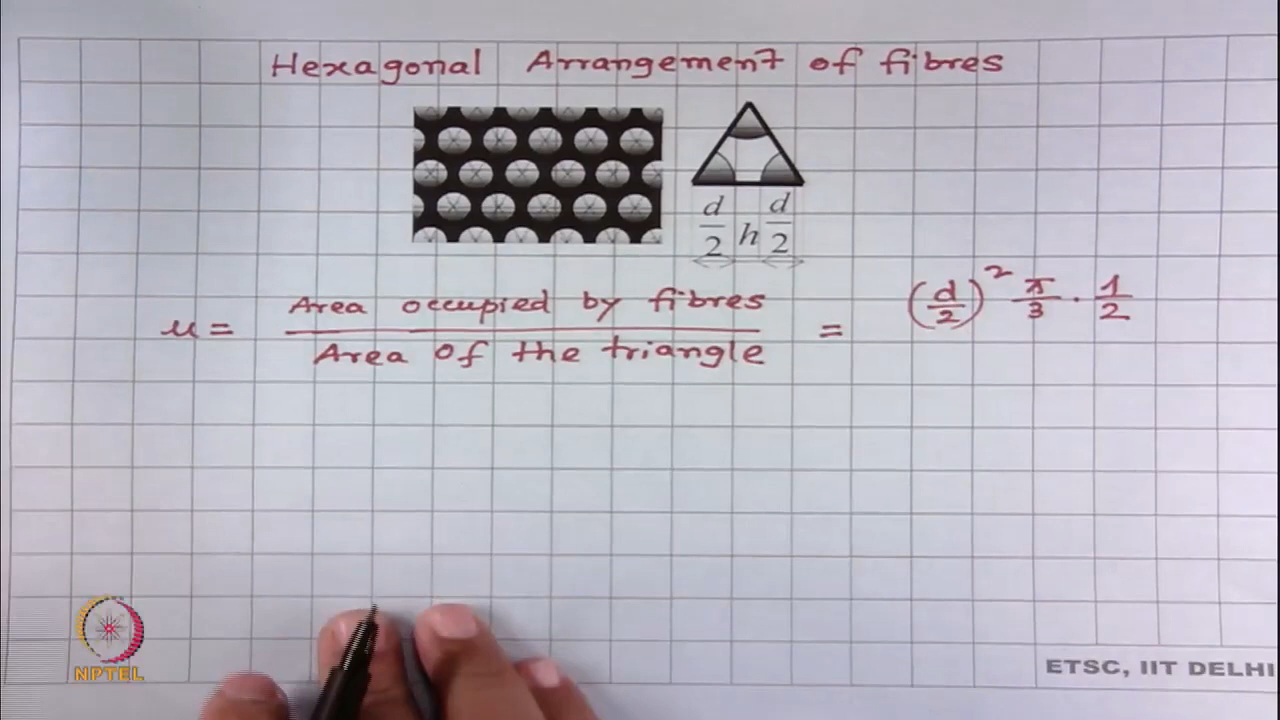 Hexagonal Arrangement of fibres
d/2 h d/2
μ = Area occupied by fibres / Area of the triangle = (d/2)² π/3 · 1/2
NPTEL
ETSC, IIT DELHI